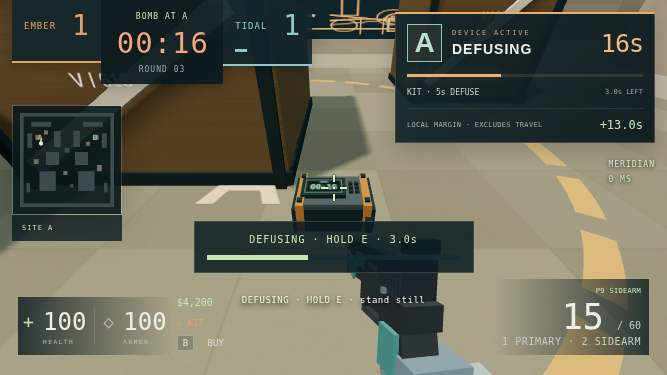 EMBER 1
BOMB AT A
00:16
ROUND 03
TIDAL 1
A
DEVICE ACTIVE
DEFUSING
16s
KIT · 5s DEFUSE
3.0s LEFT
LOCAL MARGIN · EXCLUDES TRAVEL
+13.0s
MERIDIAN
0 MS
SITE A
A
DEFUSING · HOLD E · 3.0s
DEFUSING · HOLD E · stand still
+ 100
HEALTH
◇ 100
ARMOR
$4,200
KIT
B BUY
P9 SIDEARM
15 / 60
1 PRIMARY · 2 SIDEARM